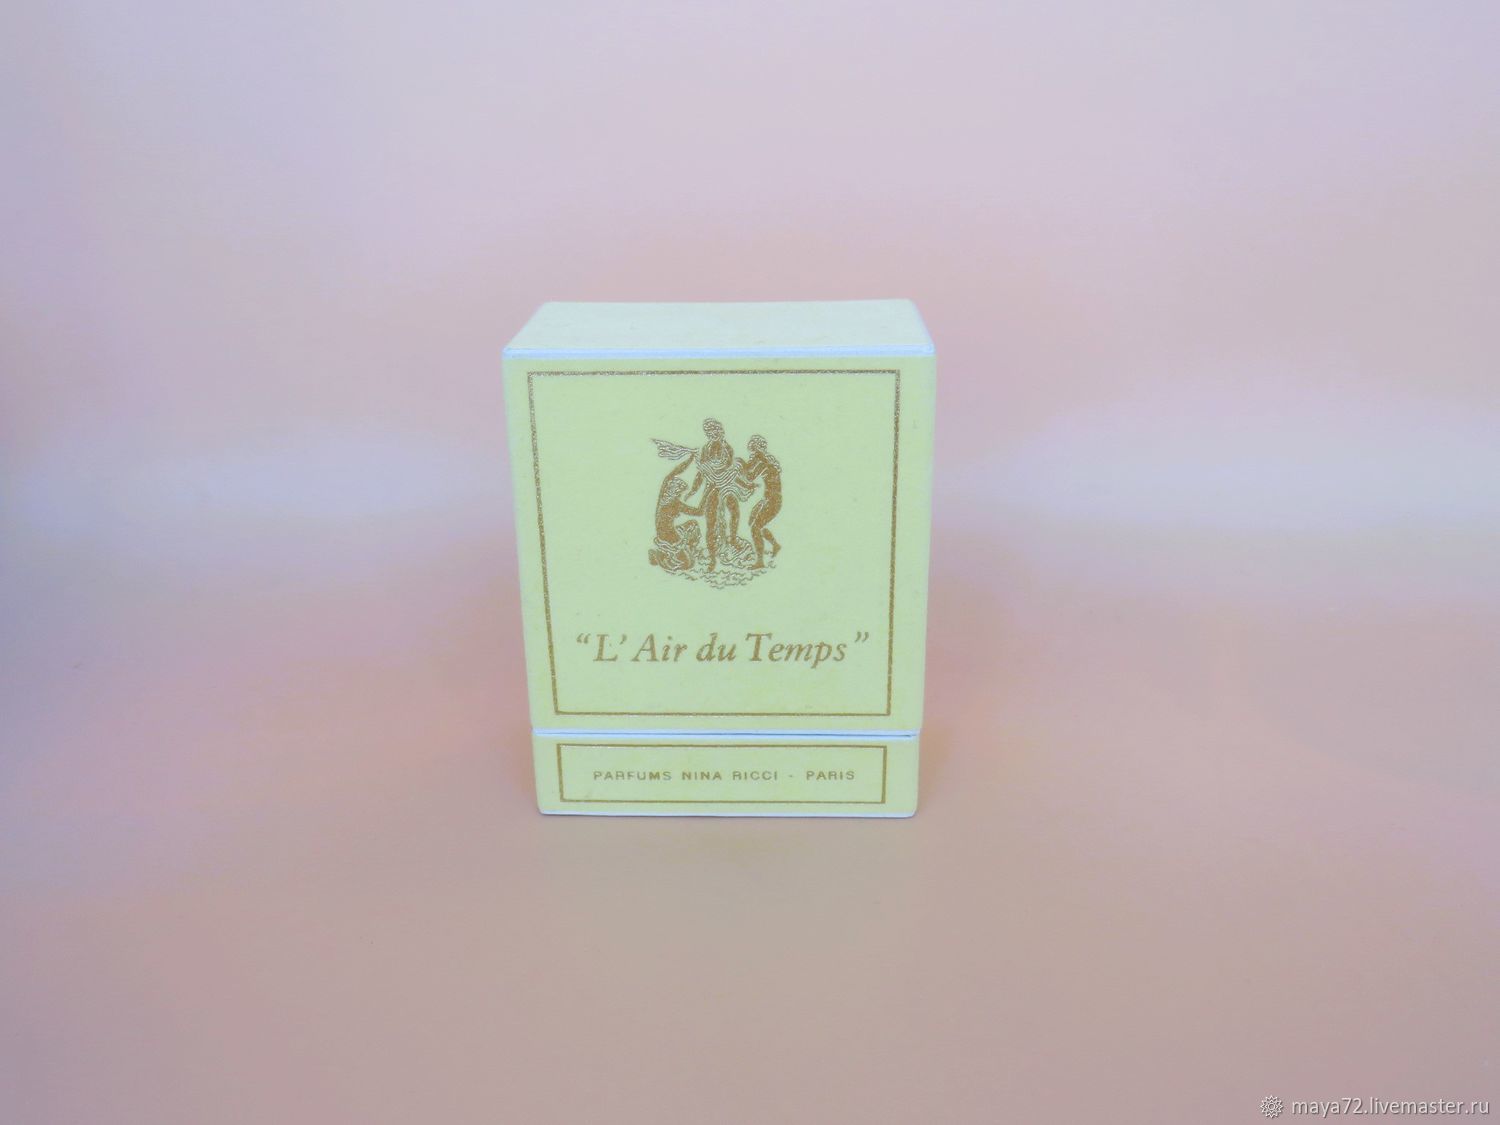 “L’ Air du Temps”
PARFUMS NINA RICCI - PARIS
maya72.livemaster.ru